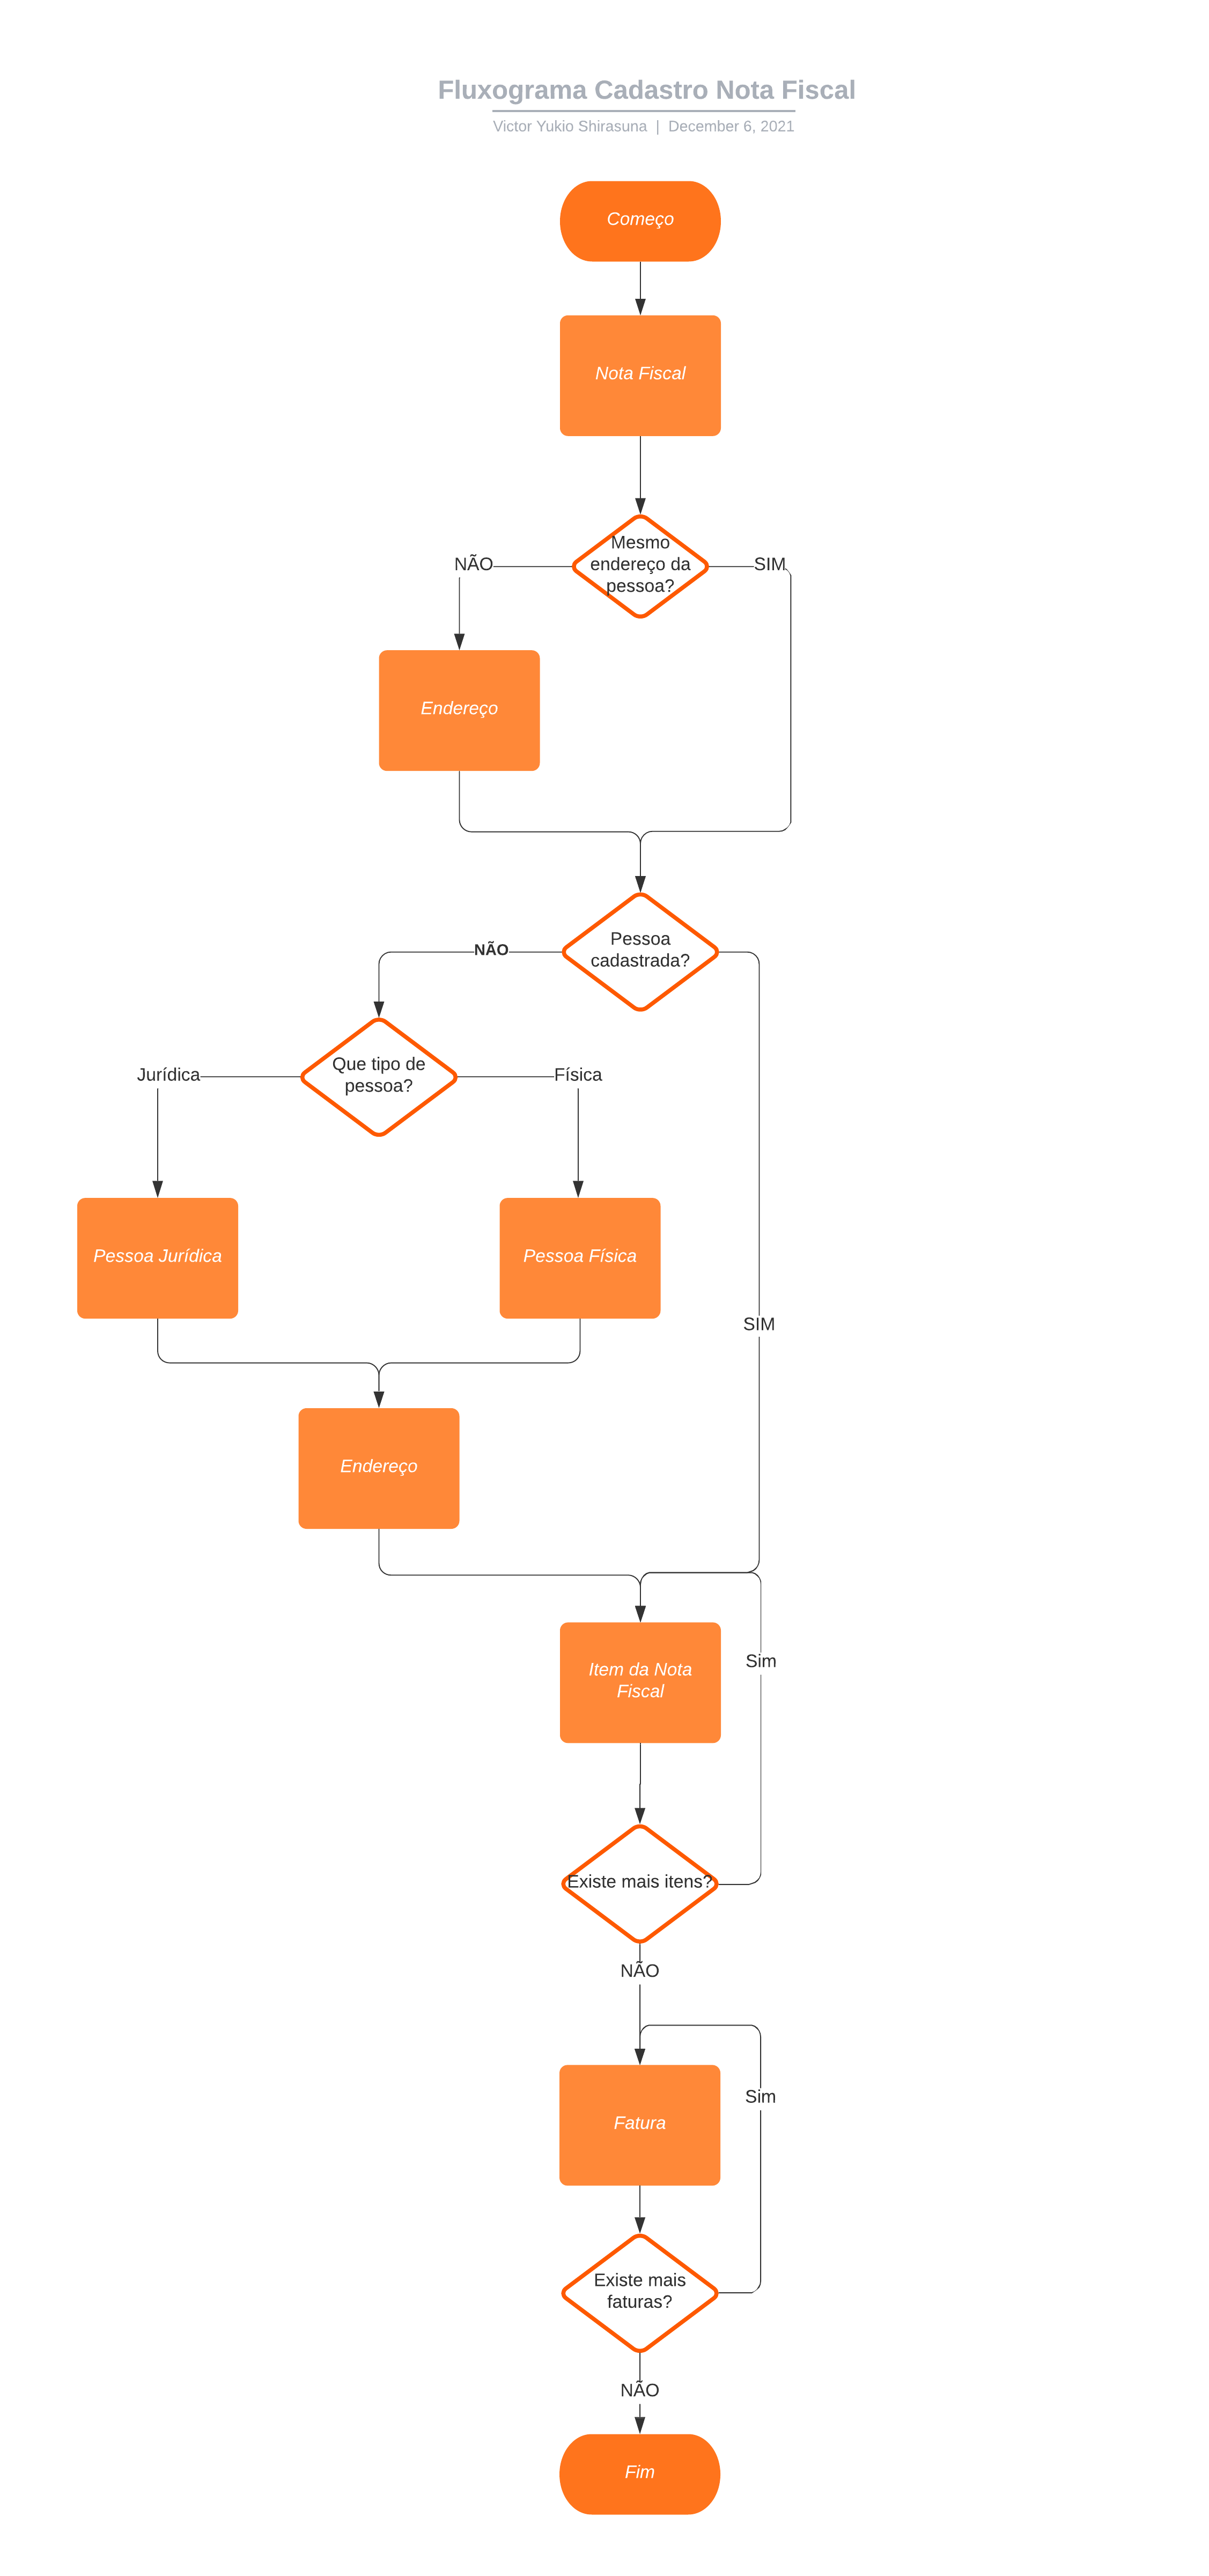 Fluxograma Cadastro Nota Fiscal
Victor Yukio Shirasuna | December 6, 2021
Começo
Nota Fiscal
Mesmo
endereço da
pessoa?
NÃO
SIM
Endereço
Pessoa
cadastrada?
NÃO
Que tipo de
pessoa?
Jurídica
Física
Pessoa Jurídica
Pessoa Física
SIM
Endereço
Item da Nota
Fiscal
Sim
Existe mais itens?
NÃO
Sim
Fatura
Existe mais
faturas?
NÃO
Fim